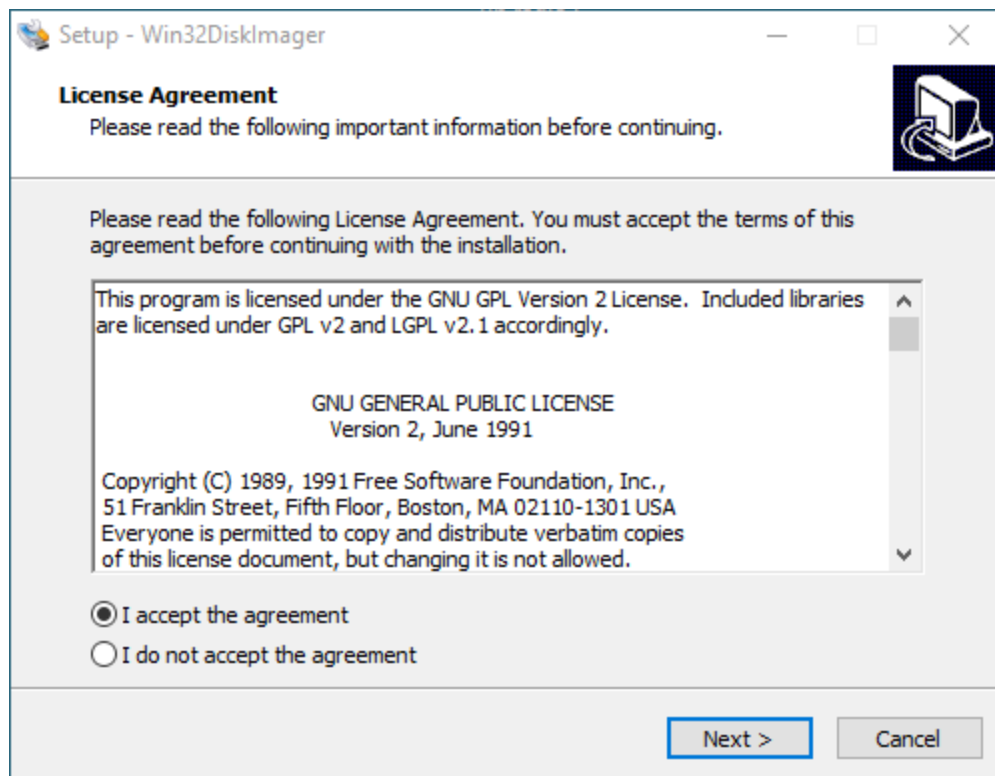 Setup - Win32DiskImager
License Agreement
Please read the following important information before continuing.
Please read the following License Agreement. You must accept the terms of this
agreement before continuing with the installation.
This program is licensed under the GNU GPL Version 2 License.  Included libraries
are licensed under GPL v2 and LGPL v2.1 accordingly.
GNU GENERAL PUBLIC LICENSE
Version 2, June 1991
Copyright (C) 1989, 1991 Free Software Foundation, Inc.,
51 Franklin Street, Fifth Floor, Boston, MA 02110-1301 USA
Everyone is permitted to copy and distribute verbatim copies
of this license document, but changing it is not allowed.
I accept the agreement
I do not accept the agreement
Next >
Cancel